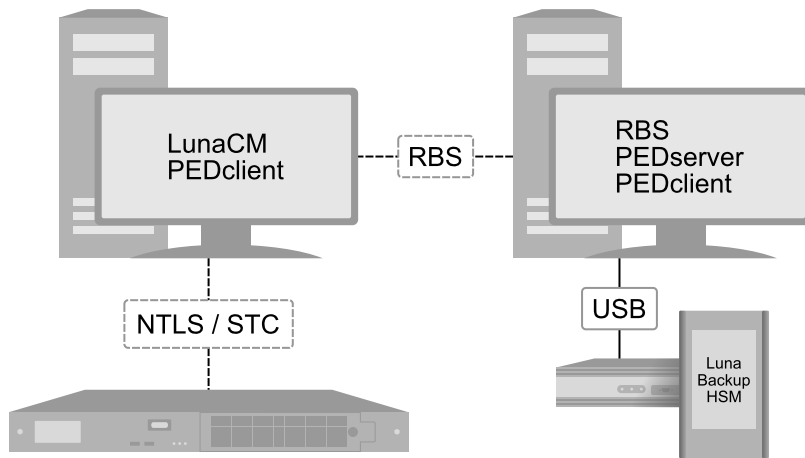 LunaCM
PEDclient
RBS
RBS
PEDserver
PEDclient
NTLS / STC
USB
Luna
Backup
HSM